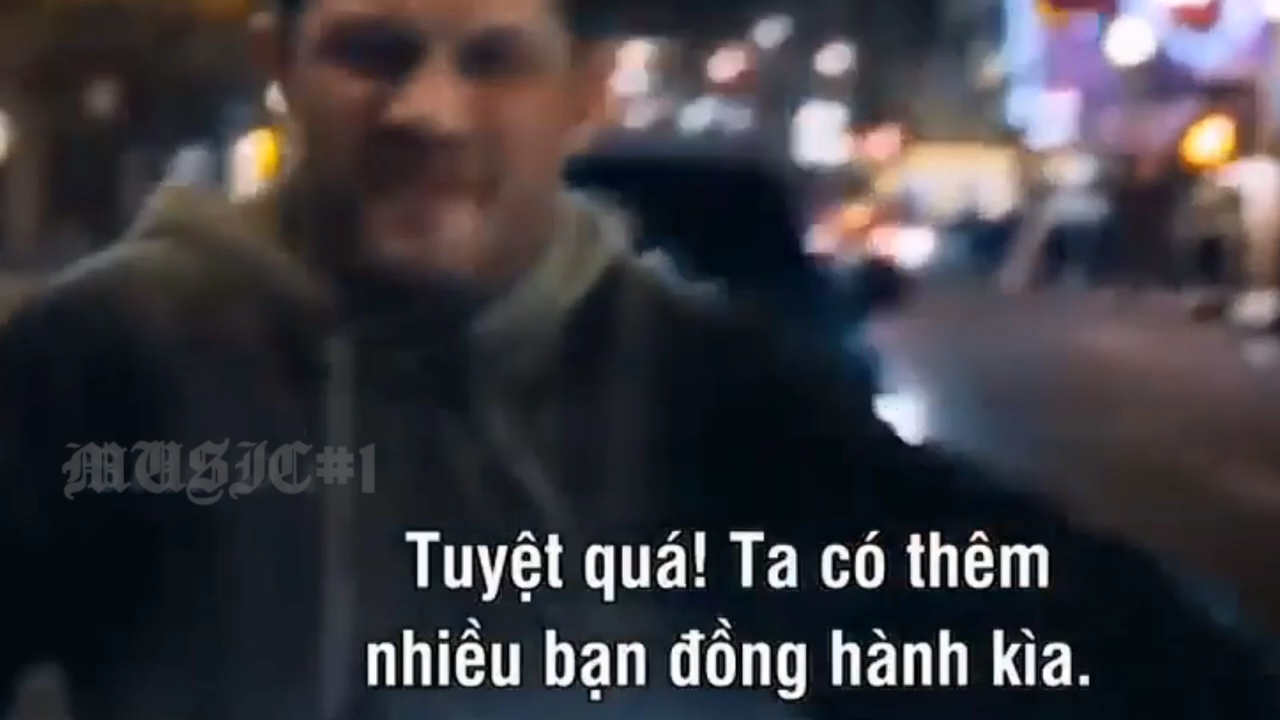 MUSIC#1
Tuyệt quá! Ta có thêm
nhiều bạn đồng hành kìa.